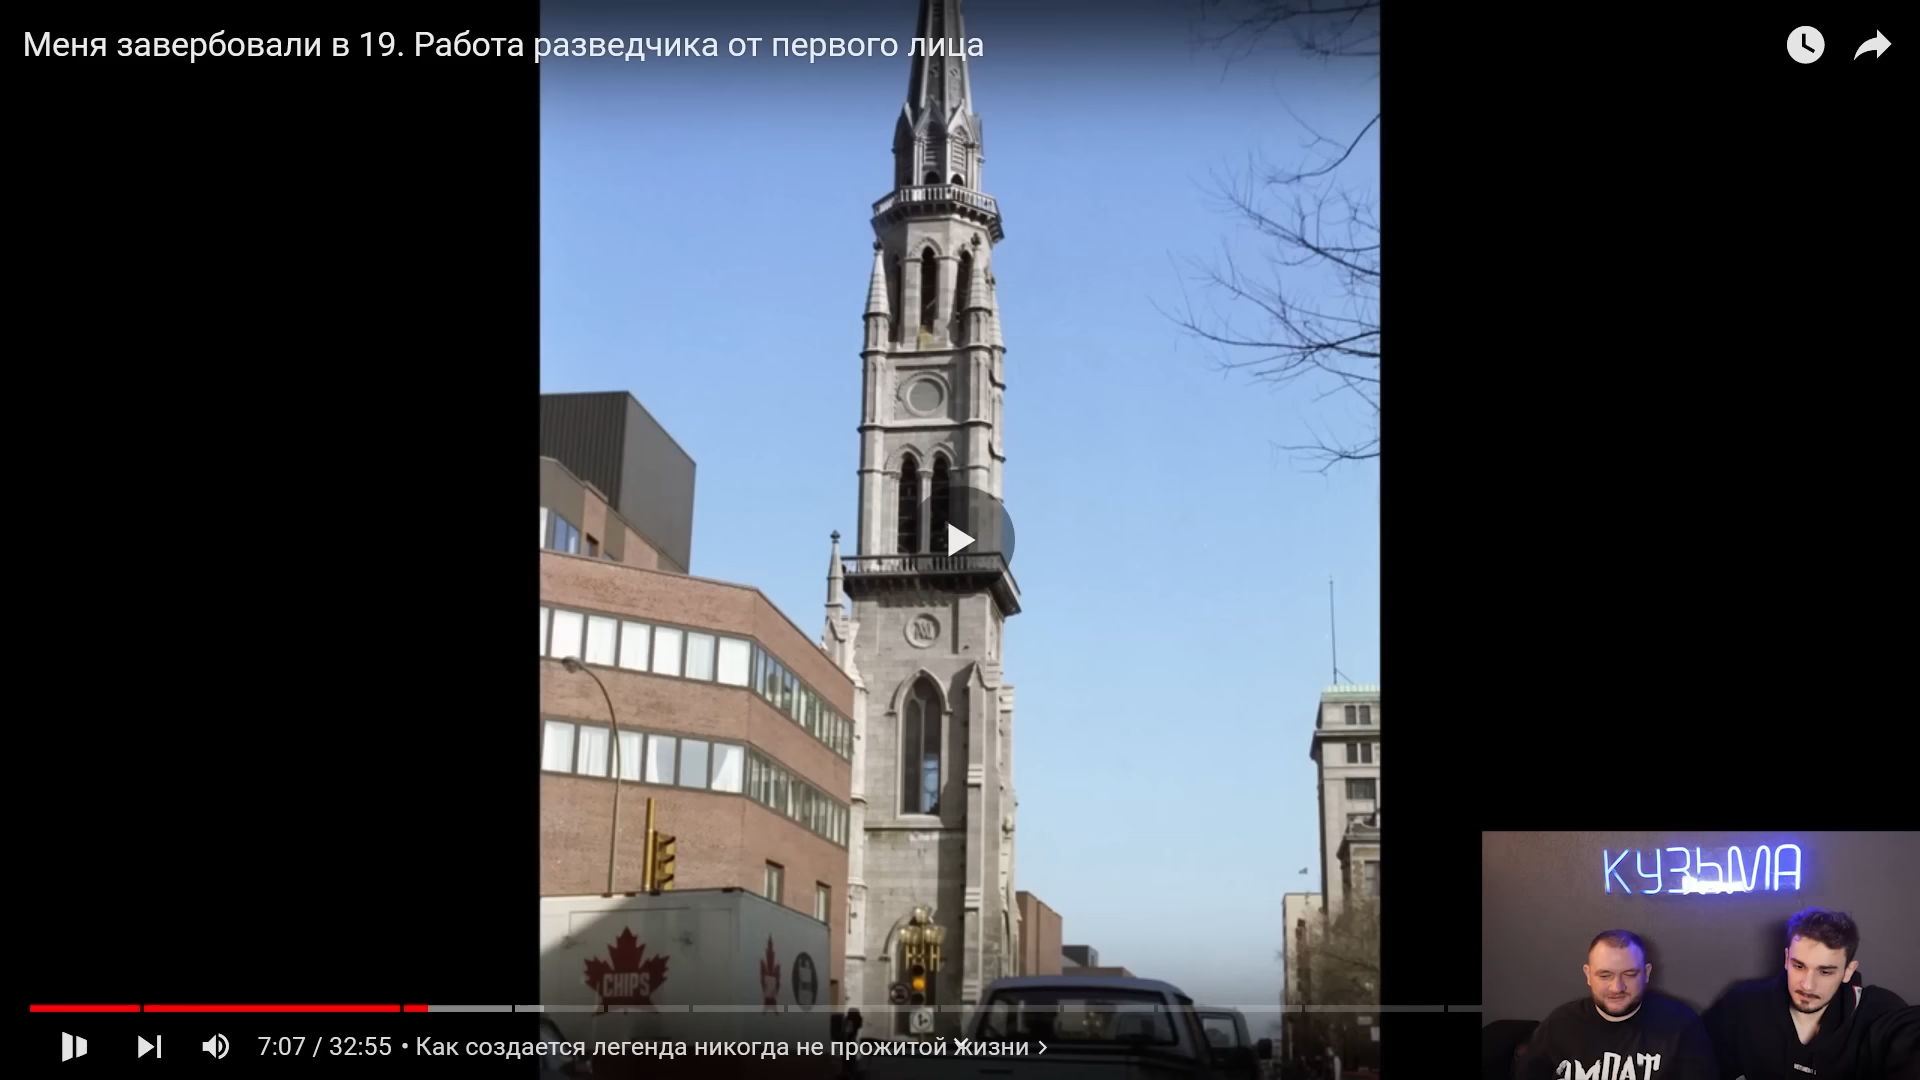 Меня завербовали в 19. Работа разведчика от первого лица
CHIPS
КУЗЬМА
ЭМПАТ
7:07 / 32:55 • Как создается легенда никогда не прожитой жизни